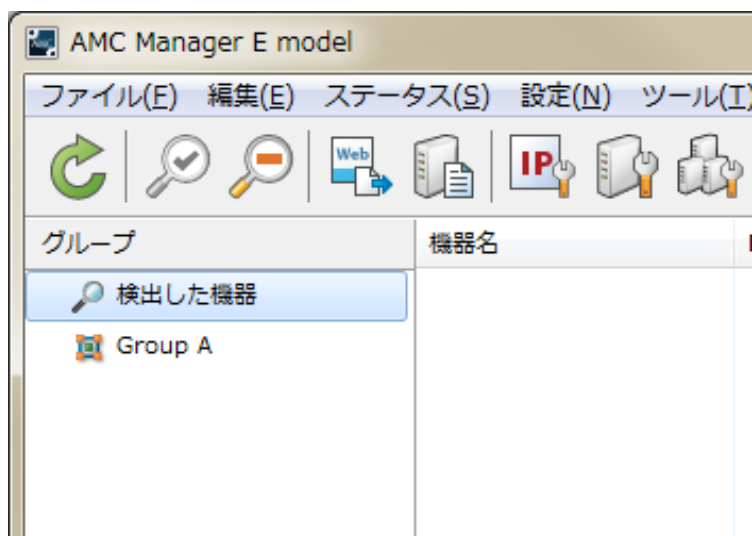 AMC Manager E model
ファイル(F) 編集(E) ステータス(S) 設定(N) ツール(T)
Web IP
グループ 機器名
検出した機器
Group A